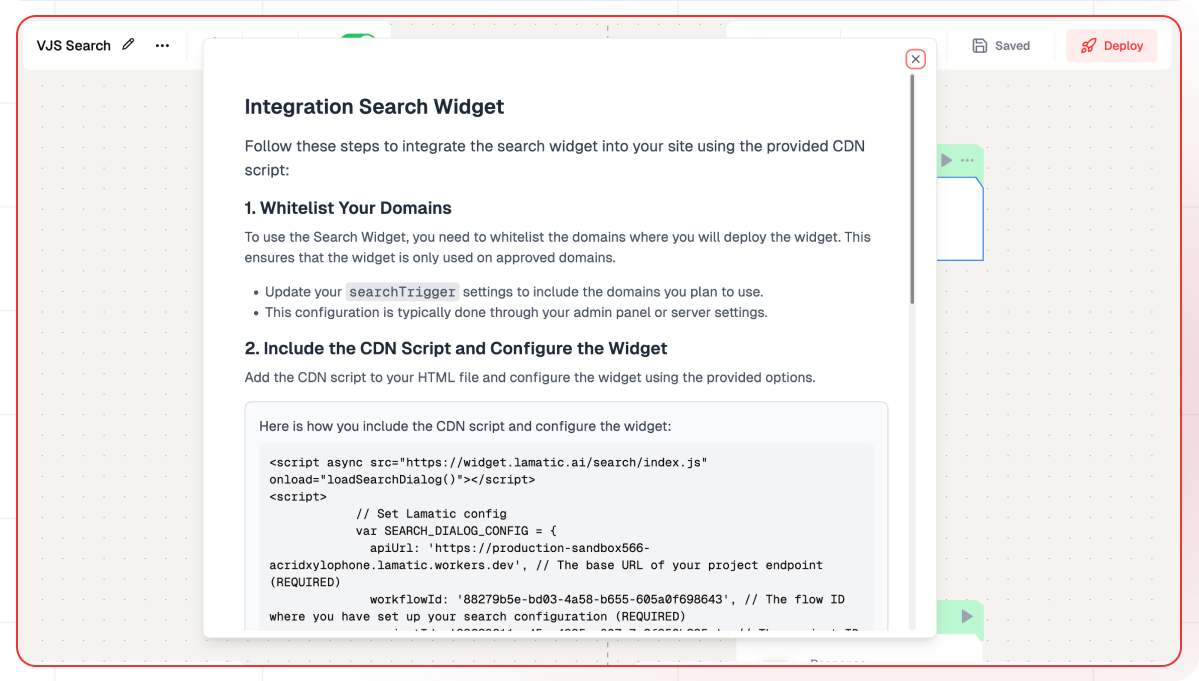 VJS Search
Saved
Deploy
Integration Search Widget
Follow these steps to integrate the search widget into your site using the provided CDN
script:
1. Whitelist Your Domains
To use the Search Widget, you need to whitelist the domains where you will deploy the widget. This
ensures that the widget is only used on approved domains.
• Update your searchTrigger settings to include the domains you plan to use.
• This configuration is typically done through your admin panel or server settings.
2. Include the CDN Script and Configure the Widget
Add the CDN script to your HTML file and configure the widget using the provided options.
Here is how you include the CDN script and configure the widget:
<script async src="https://widget.lamatic.ai/search/index.js"
onload="loadSearchDialog()"></script>
<script>
// Set Lamatic config
var SEARCH_DIALOG_CONFIG = {
apiUrl: 'https://production-sandbox566-
acridxylophone.lamatic.workers.dev', // The base URL of your project endpoint
(REQUIRED)
workflowId: '88279b5e-bd03-4a58-b655-605a0f698643', // The flow ID
where you have set up your search configuration (REQUIRED)